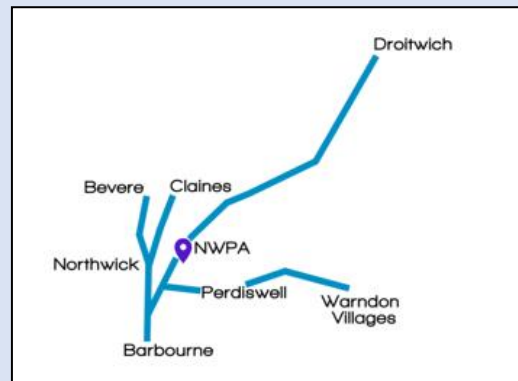 Droitwich
Bevere
Claines
NWPA
Northwick
Perdiswell
Warndon
Villages
Barbourne